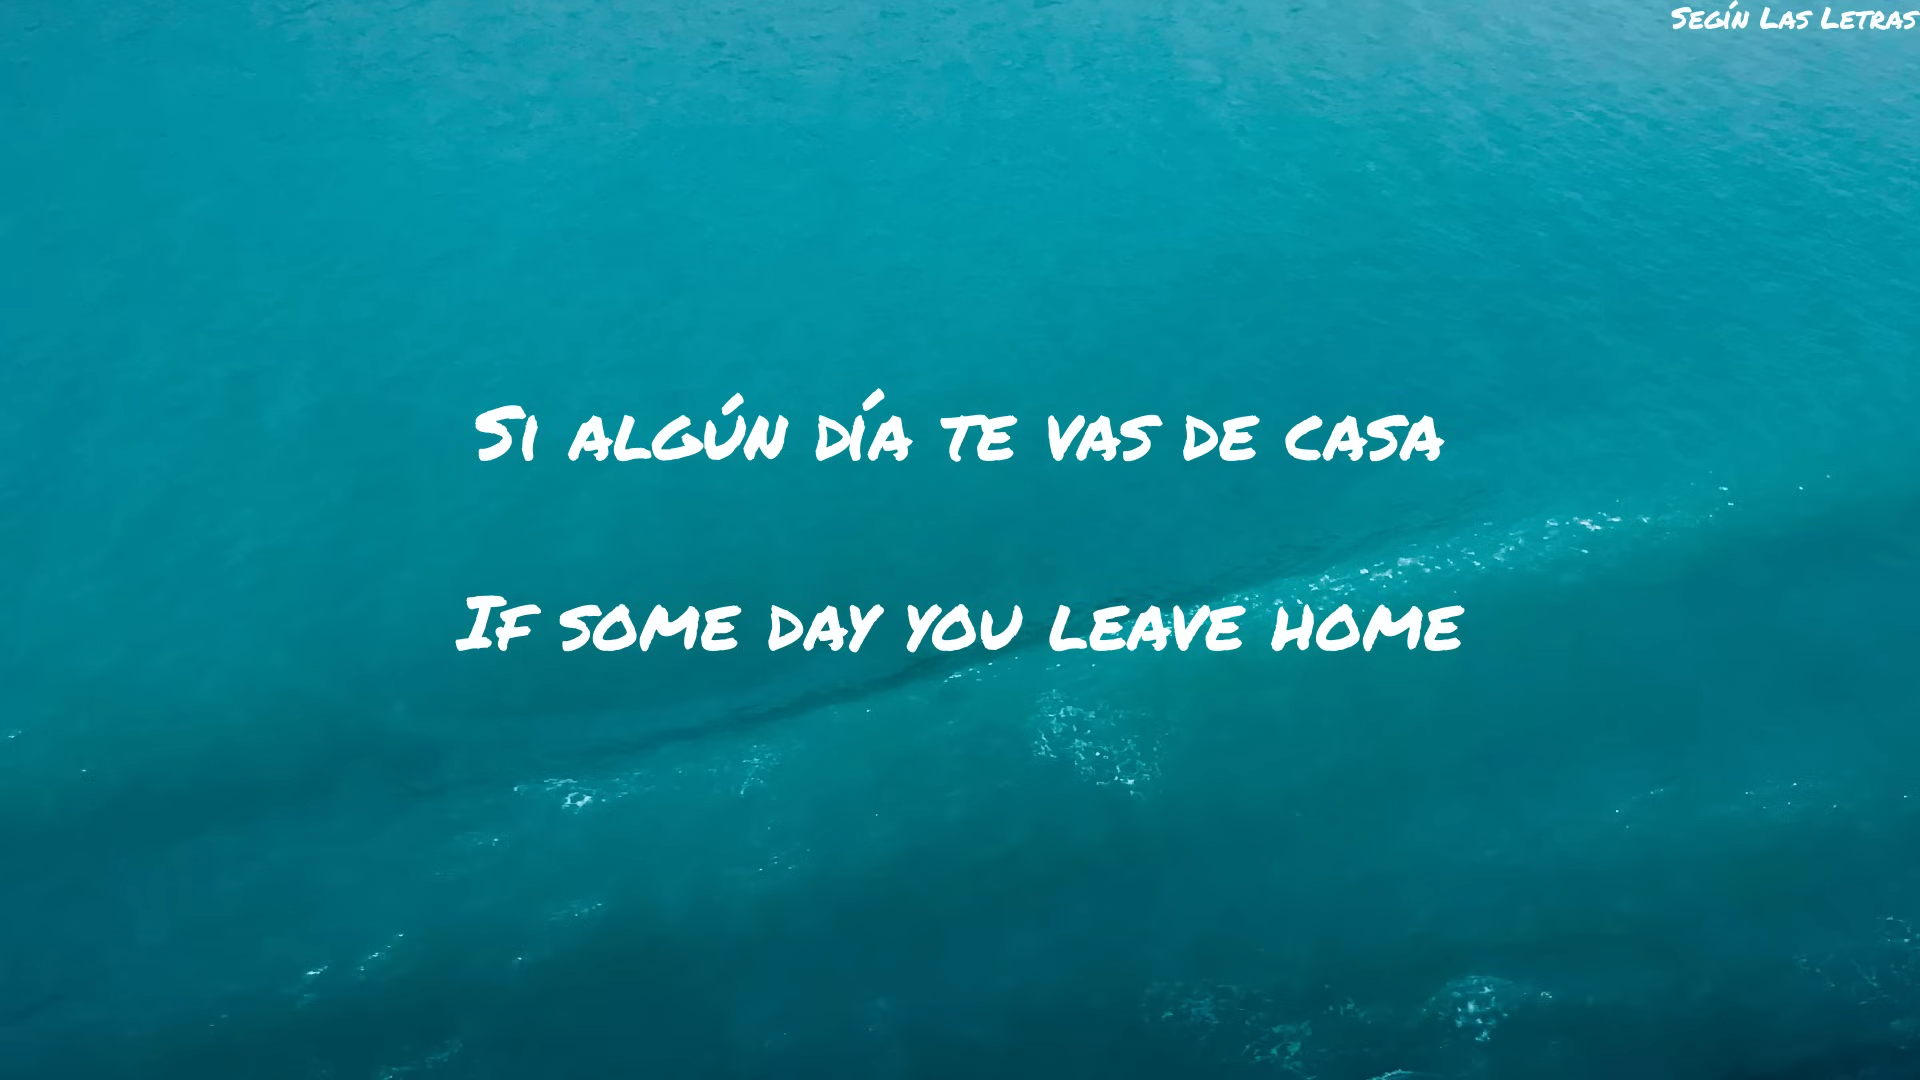 Segín Las Letras
Si algún día te vas de casa
If some day you leave home